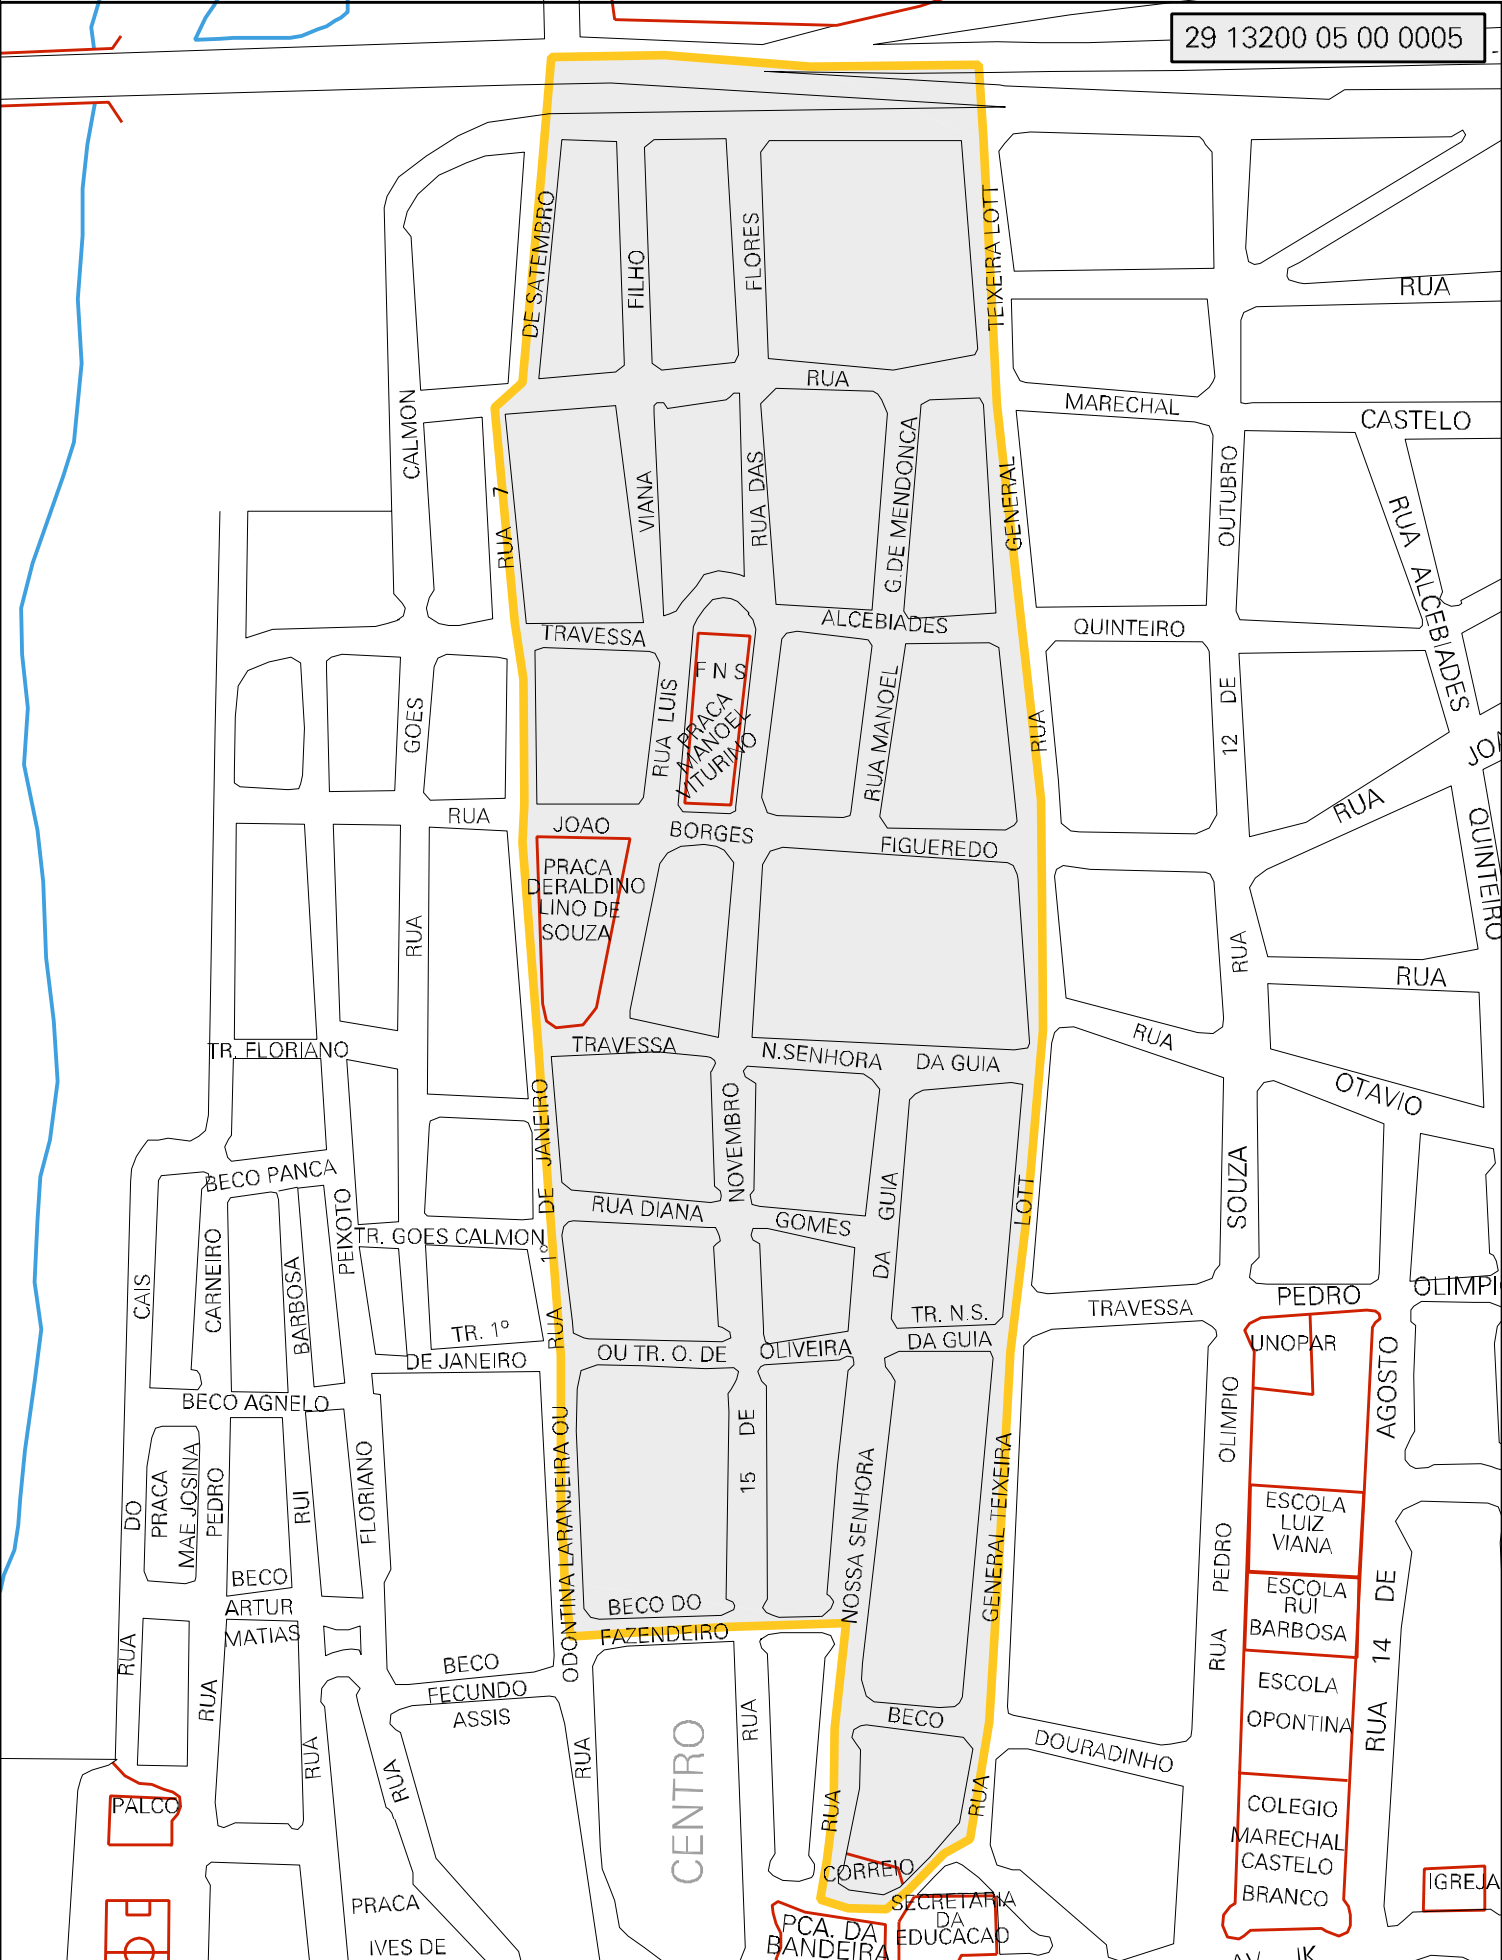 29 13200 05 00 0005
DE SATEMBRO
FILHO
FLORES
TEIXEIRA LOTT
RUA
RUA
MARECHAL
CASTELO
CALMON
RUA 7
VIANA
RUA DAS
G.DE MENDONCA
GENERAL
OUTUBRO
RUA ALCEBIADES
TRAVESSA
ALCEBIADES
QUINTEIRO
F N S
PRACA
MANOEL
VITURINO
RUA LUIS
RUA MANOEL
GOES
RUA
12 DE
RUA
QUINTEIRO
RUA
JOAO
BORGES
FIGUEREDO
PRACA
DERALDINO
LINO DE
SOUZA
RUA
RUA
RUA
RUA
TR. FLORIANO
TRAVESSA
N.SENHORA
DA GUIA
OTAVIO
NOVEMBRO
RUA 1º DE JANEIRO
BECO PANCA
RUA DIANA
GOMES
DA GUIA
LOTT
SOUZA
PEIXOTO
TR. GOES CALMON
CAIS
CARNEIRO
BARBOSA
TR. 1º
DE JANEIRO
TR. N.S.
DA GUIA
TRAVESSA
PEDRO
OLIMPI
UNOPAR
OU TR. O. DE
OLIVEIRA
BECO AGNELO
AGOSTO
OLIMPIO
15 DE
ODONTINA LARANJEIRA OU
NOSSA SENHORA
GENERAL TEIXEIRA
DO
PRACA
MAE JOSINA
PEDRO
RUI
FLORIANO
ESCOLA
LUIZ
VIANA
PEDRO
DE
ESCOLA
RUI
BARBOSA
BECO
ARTUR
MATIAS
BECO DO
FAZENDEIRO
RUA
RUA
RUA
RUA 14
ESCOLA
OPONTINA
BECO
FECUNDO
ASSIS
BECO
DOURADINHO
RUA
RUA
RUA
RUA
CENTRO
RUA
RUA
PALCO
COLEGIO
MARECHAL
CASTELO
BRANCO
CORREIO
IGREJA
PRACA
IVES DE
PCA. DA
BANDEIRA
SECRETARIA
DA
EDUCACAO
AV. JK